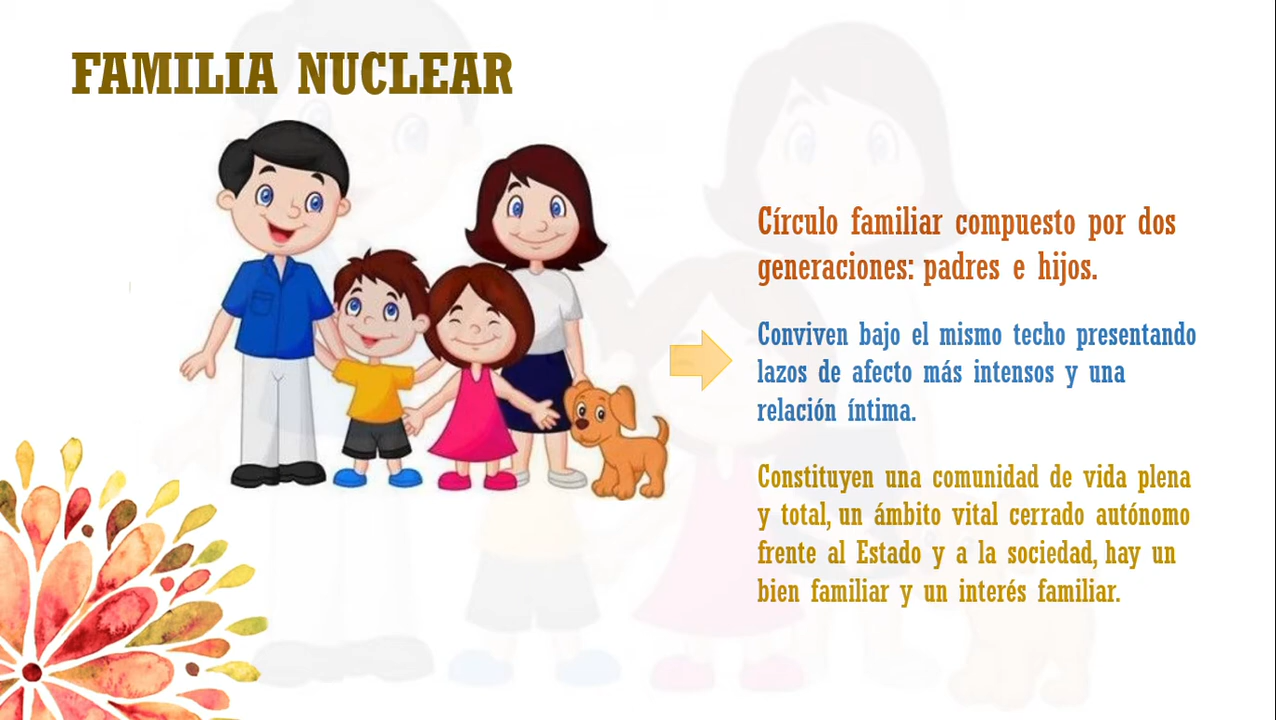 FAMILIA NUCLEAR
Círculo familiar compuesto por dos
generaciones: padres e hijos.
Conviven bajo el mismo techo presentando
lazos de afecto más intensos y una
relación íntima.
Constituyen una comunidad de vida plena
y total, un ámbito vital cerrado autónomo
frente al Estado y a la sociedad, hay un
bien familiar y un interés familiar.